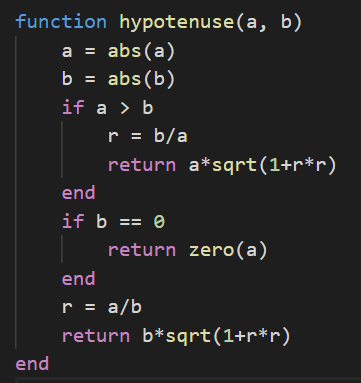 function hypotenuse(a, b)
    a = abs(a)
    b = abs(b)
    if a > b
        r = b/a
        return a*sqrt(1+r*r)
    end
    if b == 0
        return zero(a)
    end
    r = a/b
    return b*sqrt(1+r*r)
end